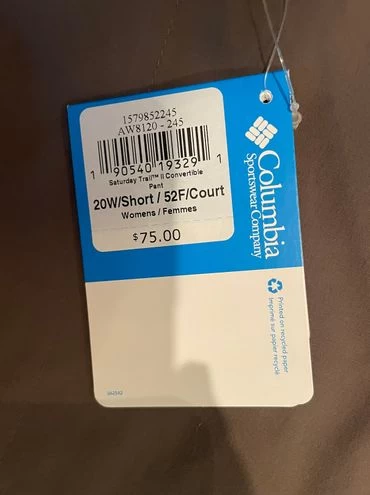 1579852245
AW8120 - 245
1 90540 19329 1
Saturday Trail™ II Convertible
Pant
20W/Short / 52F/Court
Womens / Femmes
$75.00
Columbia
Sportswear Company
Printed on recycled paper
Imprimé sur papier recyclé